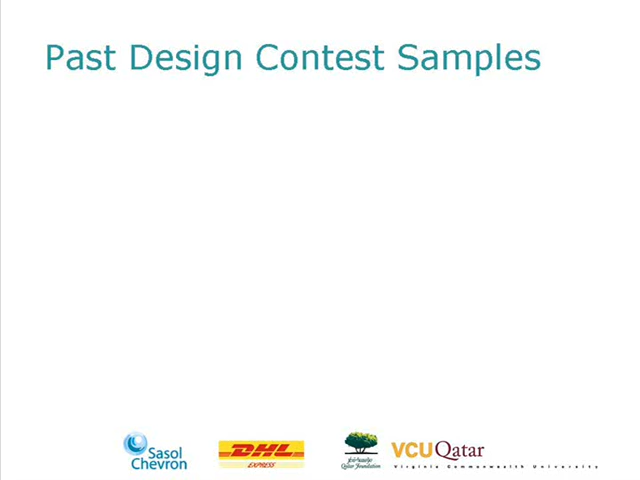 Past Design Contest Samples
Sasol
Chevron
DHL
EXPRESS
Qatar Foundation
VCUQatar
Virginia Commonwealth University